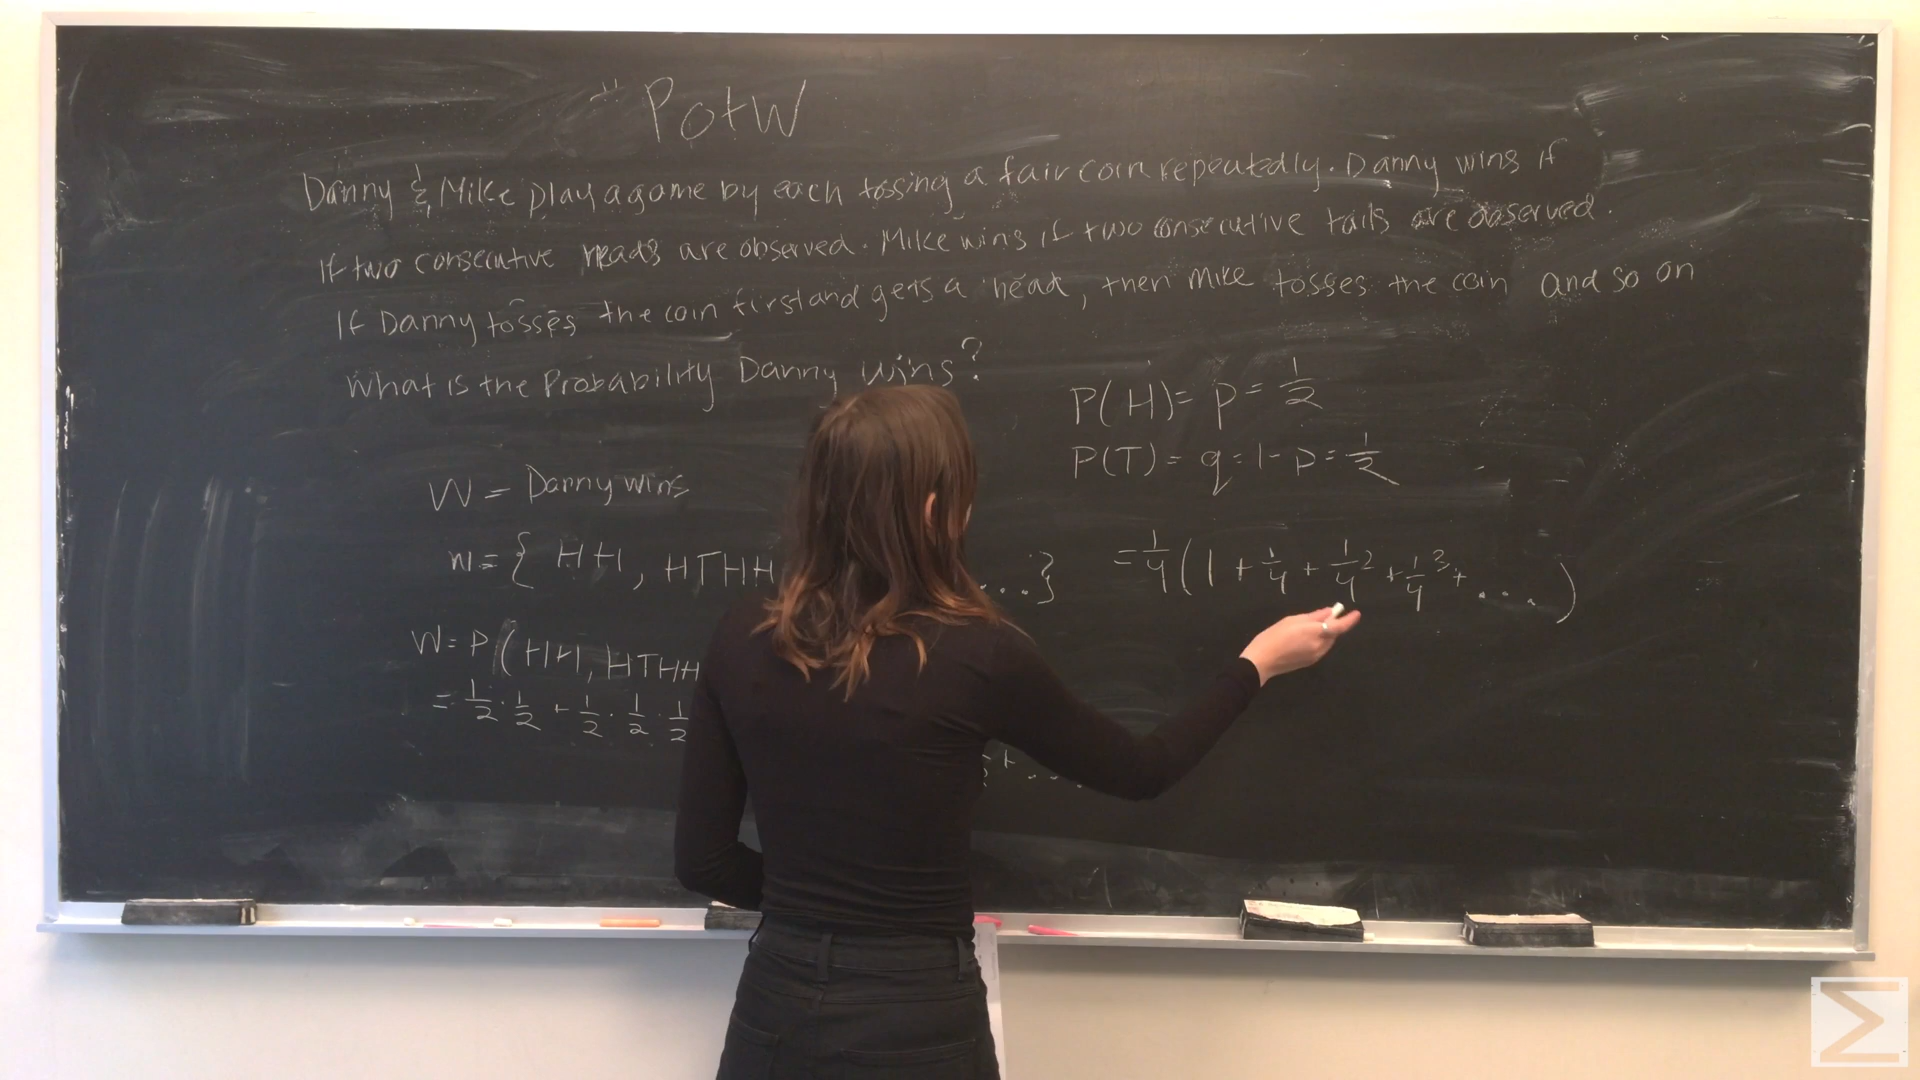 PotW
Danny & Mike play a game by each tossing a fair coin repeatedly. Danny wins if
if two consecutive heads are observed. Mike wins if two consecutive tails are observed.
If Danny tosses the coin first and gets a head, then Mike tosses the coin and so on
What is the Probability Danny wins?
P(H) = p = 1/2
P(T) = q = 1 - p = 1/2
W = Danny wins
W = { HH, HTHH ...}
= 1/4 (1 + 1/4 + 1/4² + 1/4³ + ....)
W = P (HH, HTHH
= 1/2 · 1/2 + 1/2 · 1/2 · 1/2
+ ...
Σ